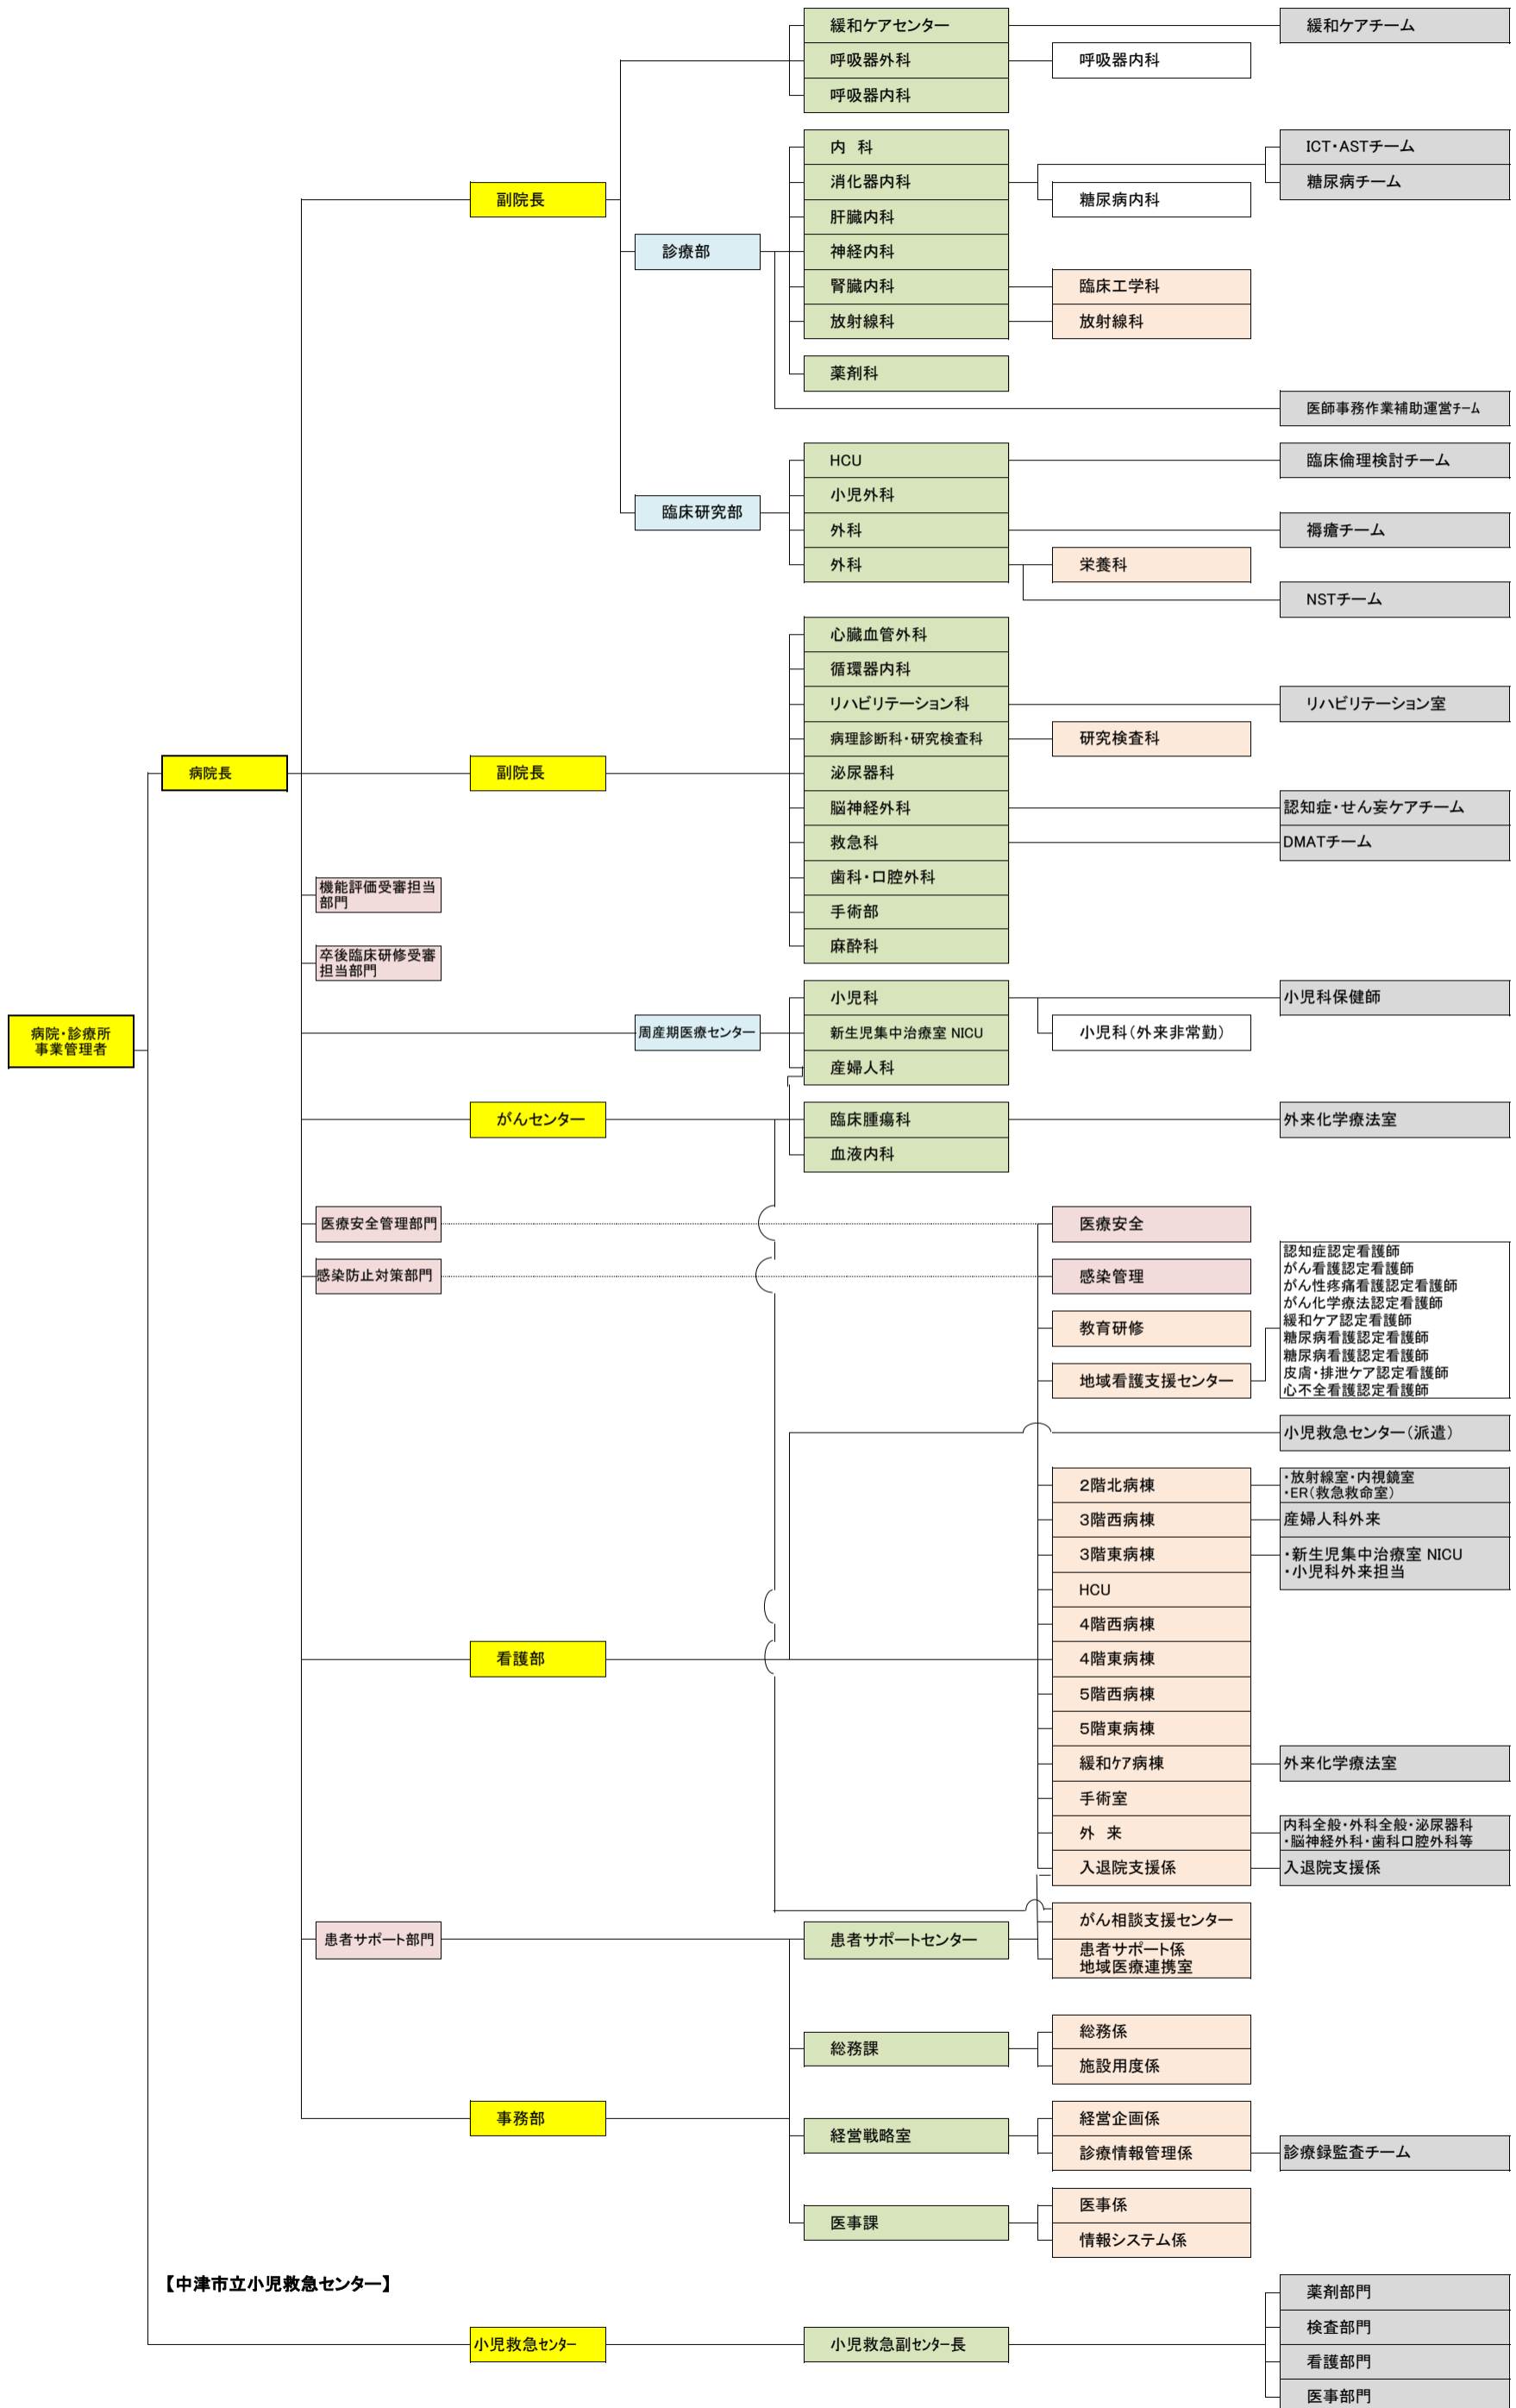 緩和ケアセンター
緩和ケアチーム
呼吸器外科
呼吸器内科
呼吸器内科
内　科
ICT・ASTチーム
消化器内科
糖尿病チーム
副院長
糖尿病内科
肝臓内科
診療部
神経内科
腎臓内科
臨床工学科
放射線科
放射線科
薬剤科
医師事務作業補助運営ﾁｰﾑ
HCU
臨床倫理検討チーム
小児外科
臨床研究部
外科
褥瘡チーム
外科
栄養科
NSTチーム
心臓血管外科
循環器内科
リハビリテーション科
リハビリテーション室
病理診断科・研究検査科
研究検査科
病院長
副院長
泌尿器科
脳神経外科
認知症・せん妄ケアチーム
救急科
DMATチーム
機能評価受審担当
部門
歯科・口腔外科
手術部
卒後臨床研修受審
担当部門
麻酔科
小児科
小児科保健師
病院・診療所
事業管理者
周産期医療センター
新生児集中治療室 NICU
小児科（外来非常勤）
産婦人科
がんセンター
臨床腫瘍科
外来化学療法室
血液内科
医療安全管理部門
医療安全
感染防止対策部門
感染管理
認知症認定看護師
がん看護認定看護師
がん性疼痛看護認定看護師
がん化学療法認定看護師
緩和ケア認定看護師
糖尿病看護認定看護師
糖尿病看護認定看護師
皮膚・排泄ケア認定看護師
心不全看護認定看護師
教育研修
地域看護支援センター
小児救急センター（派遣）
２階北病棟
・放射線室・内視鏡室
・ER（救急救命室）
３階西病棟
産婦人科外来
３階東病棟
・新生児集中治療室 NICU
・小児科外来担当
HCU
４階西病棟
看護部
４階東病棟
５階西病棟
５階東病棟
緩和ｹｱ病棟
外来化学療法室
手術室
外　来
内科全般・外科全般・泌尿器科
・脳神経外科・歯科口腔外科等
入退院支援係
入退院支援係
がん相談支援センター
患者サポート部門
患者サポートセンター
患者サポート係
地域医療連携室
総務課
総務係
施設用度係
事務部
経営企画係
経営戦略室
診療情報管理係
診療録監査チーム
医事係
医事課
情報システム係
【中津市立小児救急センター】
薬剤部門
検査部門
小児救急ｾﾝﾀｰ
小児救急副ｾﾝﾀｰ長
看護部門
医事部門